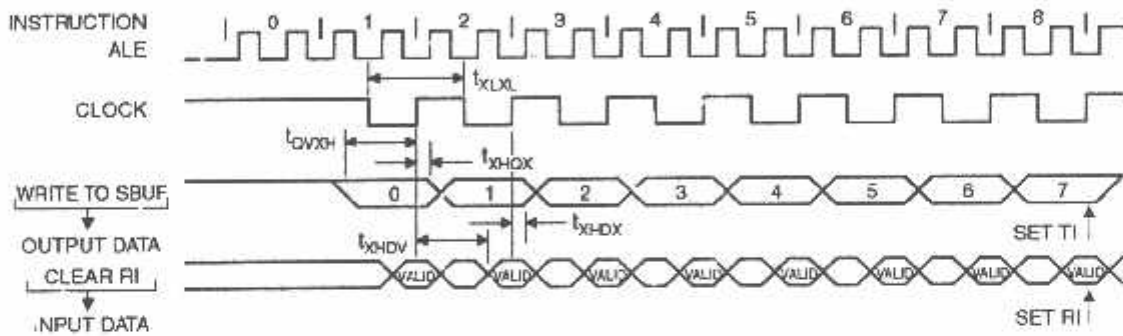 INSTRUCTION
0 1 2 3 4 5 6 7 8
ALE
tXLXL
CLOCK
tQVXH
tXHQX
WRITE TO SBUF
0 1 2 3 4 5 6 7
tXHDX
SET TI
tXHDV
OUTPUT DATA
CLEAR RI
VALID VALID VALID VALID VALID VALID VALID VALID
SET RI
INPUT DATA